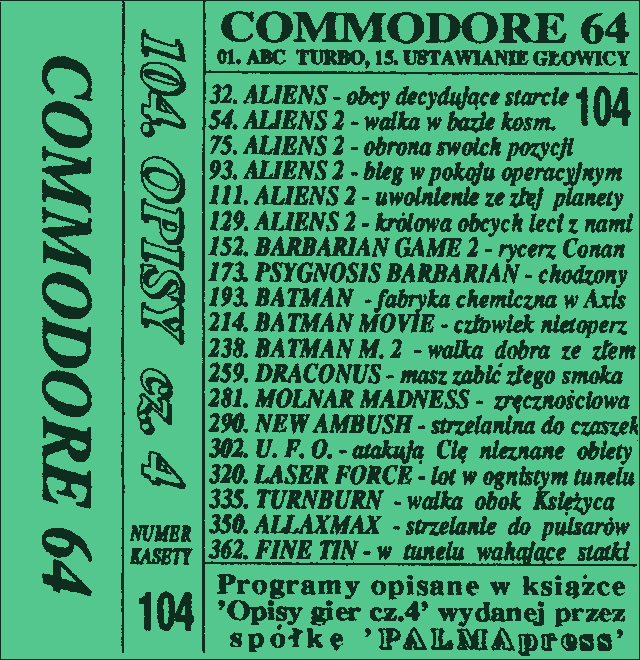 COMMODORE 64
104. OPISY cz. 4
NUMER
KASETY
104
COMMODORE 64
01. ABC TURBO, 15. USTAWIANIE GŁOWICY
32. ALIENS - obcy decydujące starcie
104
54. ALIENS 2 - walka w bazie kosm.
75. ALIENS 2 - obrona swoich pozycji
93. ALIENS 2 - bieg w pokoju operacyjnym
111. ALIENS 2 - uwolnienie ze złej planety
129. ALIENS 2 - królowa obcych leci z nami
152. BARBARIAN GAME 2 - rycerz Conan
173. PSYGNOSIS BARBARIAN - chodzony
193. BATMAN - fabryka chemiczna w Axis
214. BATMAN MOVIE - człowiek nietoperz
238. BATMAN M. 2 - walka dobra ze złem
259. DRACONUS - masz zabić złego smoka
281. MOLNAR MADNESS - zręcznościowa
290. NEW AMBUSH - strzelanina do czaszek
302. U. F. O. - atakują Cię nieznane obiety
320. LASER FORCE - lot w ognistym tunelu
335. TURNBURN - walka obok Księżyca
350. ALLAXMAX - strzelanie do pulsarów
362. FINE TIN - w tunelu wahające statki
Programy opisane w książce
'Opisy gier cz.4' wydanej przez
spółkę 'PALMApress'